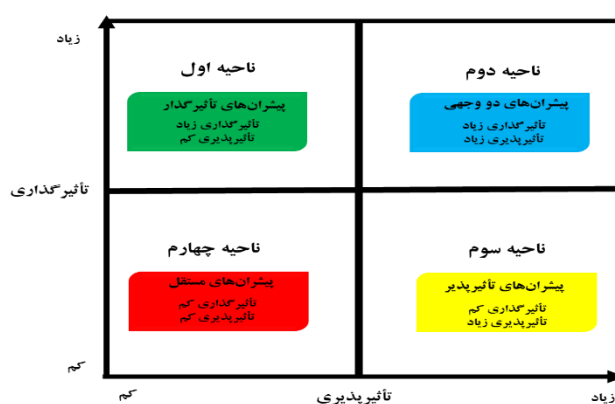 زیاد
ناحیه اول
پیشران‌های تأثیرگذار
تأثیرگذاری زیاد
تأثیرپذیری کم
ناحیه دوم
پیشران‌های دو وجهی
تأثیرگذاری زیاد
تأثیرپذیری زیاد
تأثیرگذاری
ناحیه چهارم
پیشران‌های مستقل
تأثیرگذاری کم
تأثیرپذیری کم
ناحیه سوم
پیشران‌های تأثیرپذیر
تأثیرگذاری کم
تأثیرپذیری زیاد
کم
کم
تأثیرپذیری
زیاد